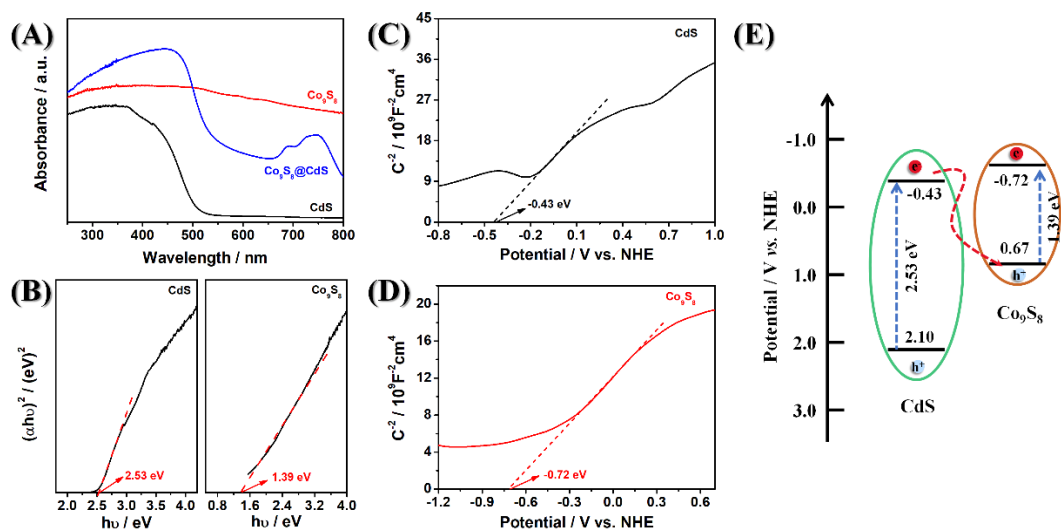 (A)
Absorbance / a.u.
Co₉S₈
Co₉S₈@CdS
CdS
300 400 500 600 700 800
Wavelength / nm
(B)
CdS
Co₉S₈
(αhυ)² / (eV)²
2.53 eV
1.39 eV
2.0 2.4 2.8 3.2 3.6 4.0
0.8 1.6 2.4 3.2 4.0
hυ / eV
hυ / eV
(C)
CdS
C⁻² / 10⁹F⁻²cm4
45
36
27
18
9
0
-0.43 eV
-0.8 -0.4 0.0 0.4 0.8 1.0
Potential / V vs. NHE
(D)
Co₉S₈
C⁻² / 10⁹F⁻²cm4
20
16
12
8
4
0
-0.72 eV
-1.2 -0.9 -0.6 -0.3 0.0 0.3 0.6
Potential / V vs. NHE
(E)
Potential / V vs. NHE
-1.0
0.0
1.0
2.0
3.0
e
-0.43
2.53 eV
2.10
h⁺
CdS
e
-0.72
1.39 eV
0.67
h⁺
Co₉S₈